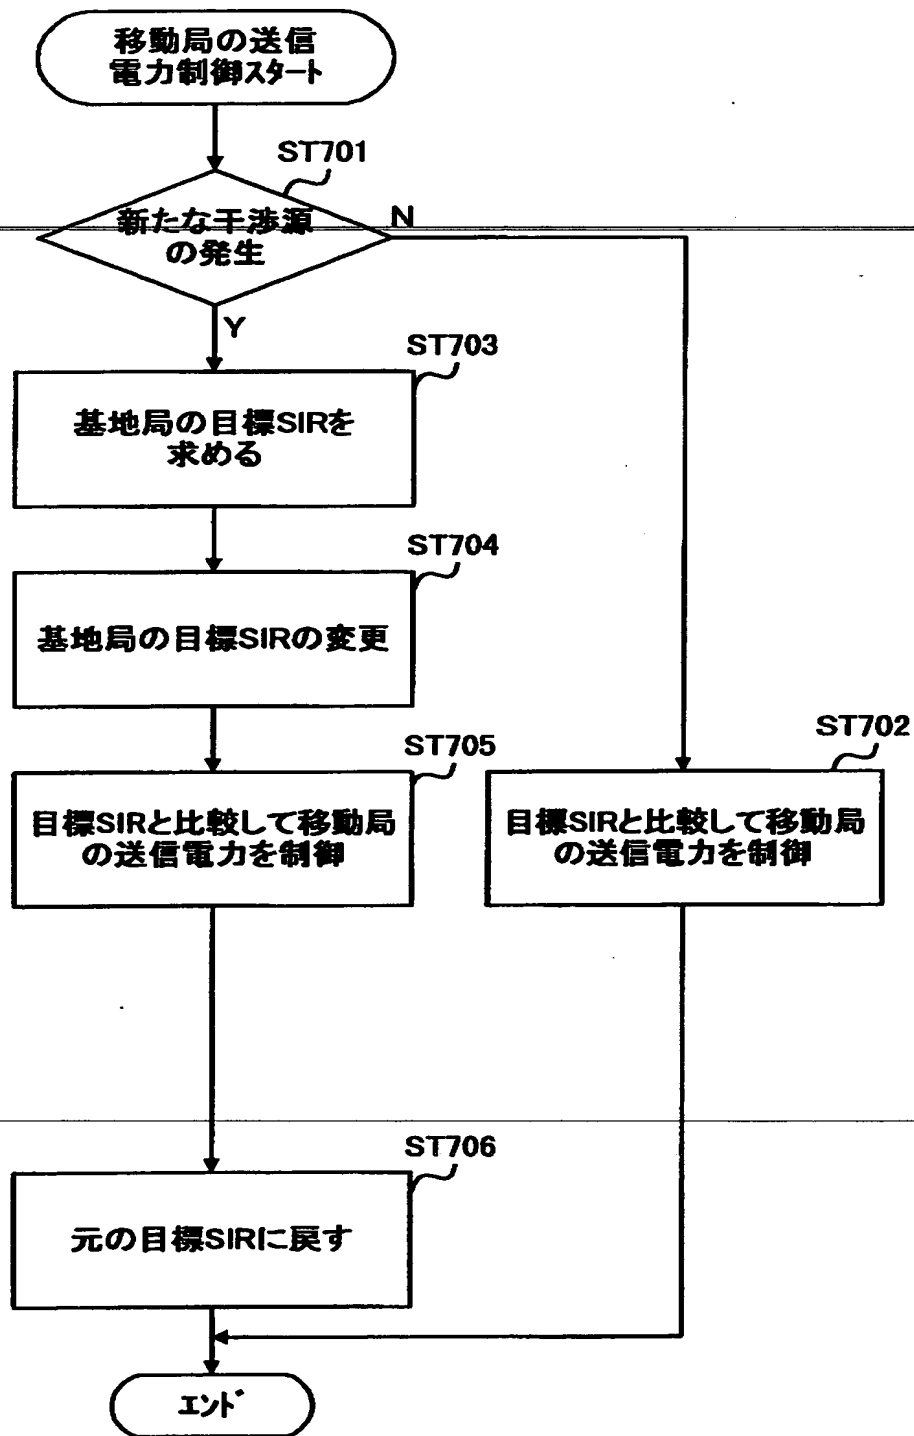 移動局の送信
電力制御スタート
ST701
新たな干渉源
の発生
N
Y
ST703
基地局の目標SIRを
求める
ST704
基地局の目標SIRの変更
ST705
目標SIRと比較して移動局
の送信電力を制御
ST702
目標SIRと比較して移動局
の送信電力を制御
ST706
元の目標SIRに戻す
エンド